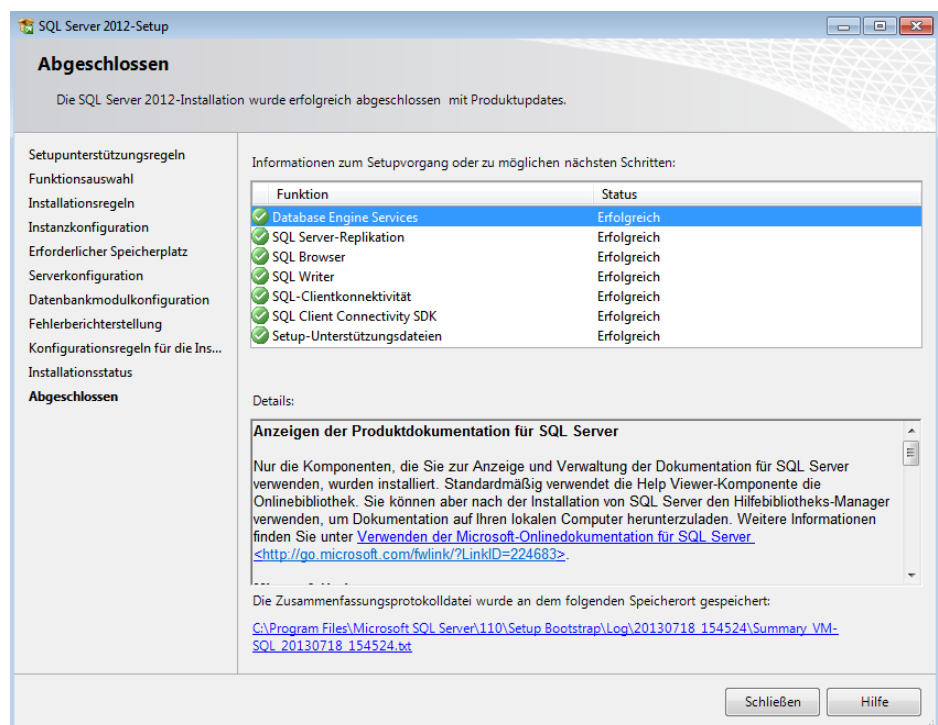 SQL Server 2012-Setup
Abgeschlossen
Die SQL Server 2012-Installation wurde erfolgreich abgeschlossen mit Produktupdates.
Setupunterstützungsregeln
Funktionsauswahl
Installationsregeln
Instanzkonfiguration
Erforderlicher Speicherplatz
Serverkonfiguration
Datenbankmodulkonfiguration
Fehlerberichterstellung
Konfigurationsregeln für die Ins...
Installationsstatus
Abgeschlossen
Informationen zum Setupvorgang oder zu möglichen nächsten Schritten:
Funktion Status
Database Engine Services Erfolgreich
SQL Server-Replikation Erfolgreich
SQL Browser Erfolgreich
SQL Writer Erfolgreich
SQL-Clientkonnektivität Erfolgreich
SQL Client Connectivity SDK Erfolgreich
Setup-Unterstützungsdateien Erfolgreich
Details:
Anzeigen der Produktdokumentation für SQL Server
Nur die Komponenten, die Sie zur Anzeige und Verwaltung der Dokumentation für SQL Server
verwenden, wurden installiert. Standardmäßig verwendet die Help Viewer-Komponente die
Onlinebibliothek. Sie können aber nach der Installation von SQL Server den Hilfebibliotheks-Manager
verwenden, um Dokumentation auf Ihren lokalen Computer herunterzuladen. Weitere Informationen
finden Sie unter Verwenden der Microsoft-Onlinedokumentation für SQL Server
<http://go.microsoft.com/fwlink/?LinkID=224683>.
Die Zusammenfassungsprotokolldatei wurde an dem folgenden Speicherort gespeichert:
C:\Program Files\Microsoft SQL Server\110\Setup Bootstrap\Log\20130718_154524\Summary_VM-
SQL_20130718_154524.txt
Schließen
Hilfe